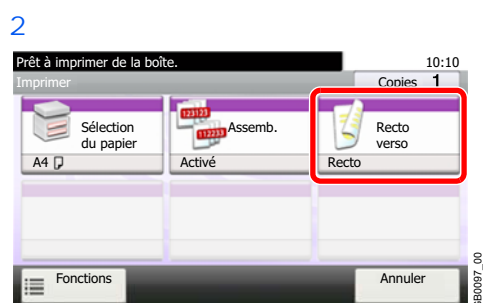 2
Prêt à imprimer de la boîte.
10:10
Imprimer
Copies 1
123123
112233
Sélection
du papier
A4
Assemb.
Activé
Recto
verso
Recto
Fonctions
Annuler